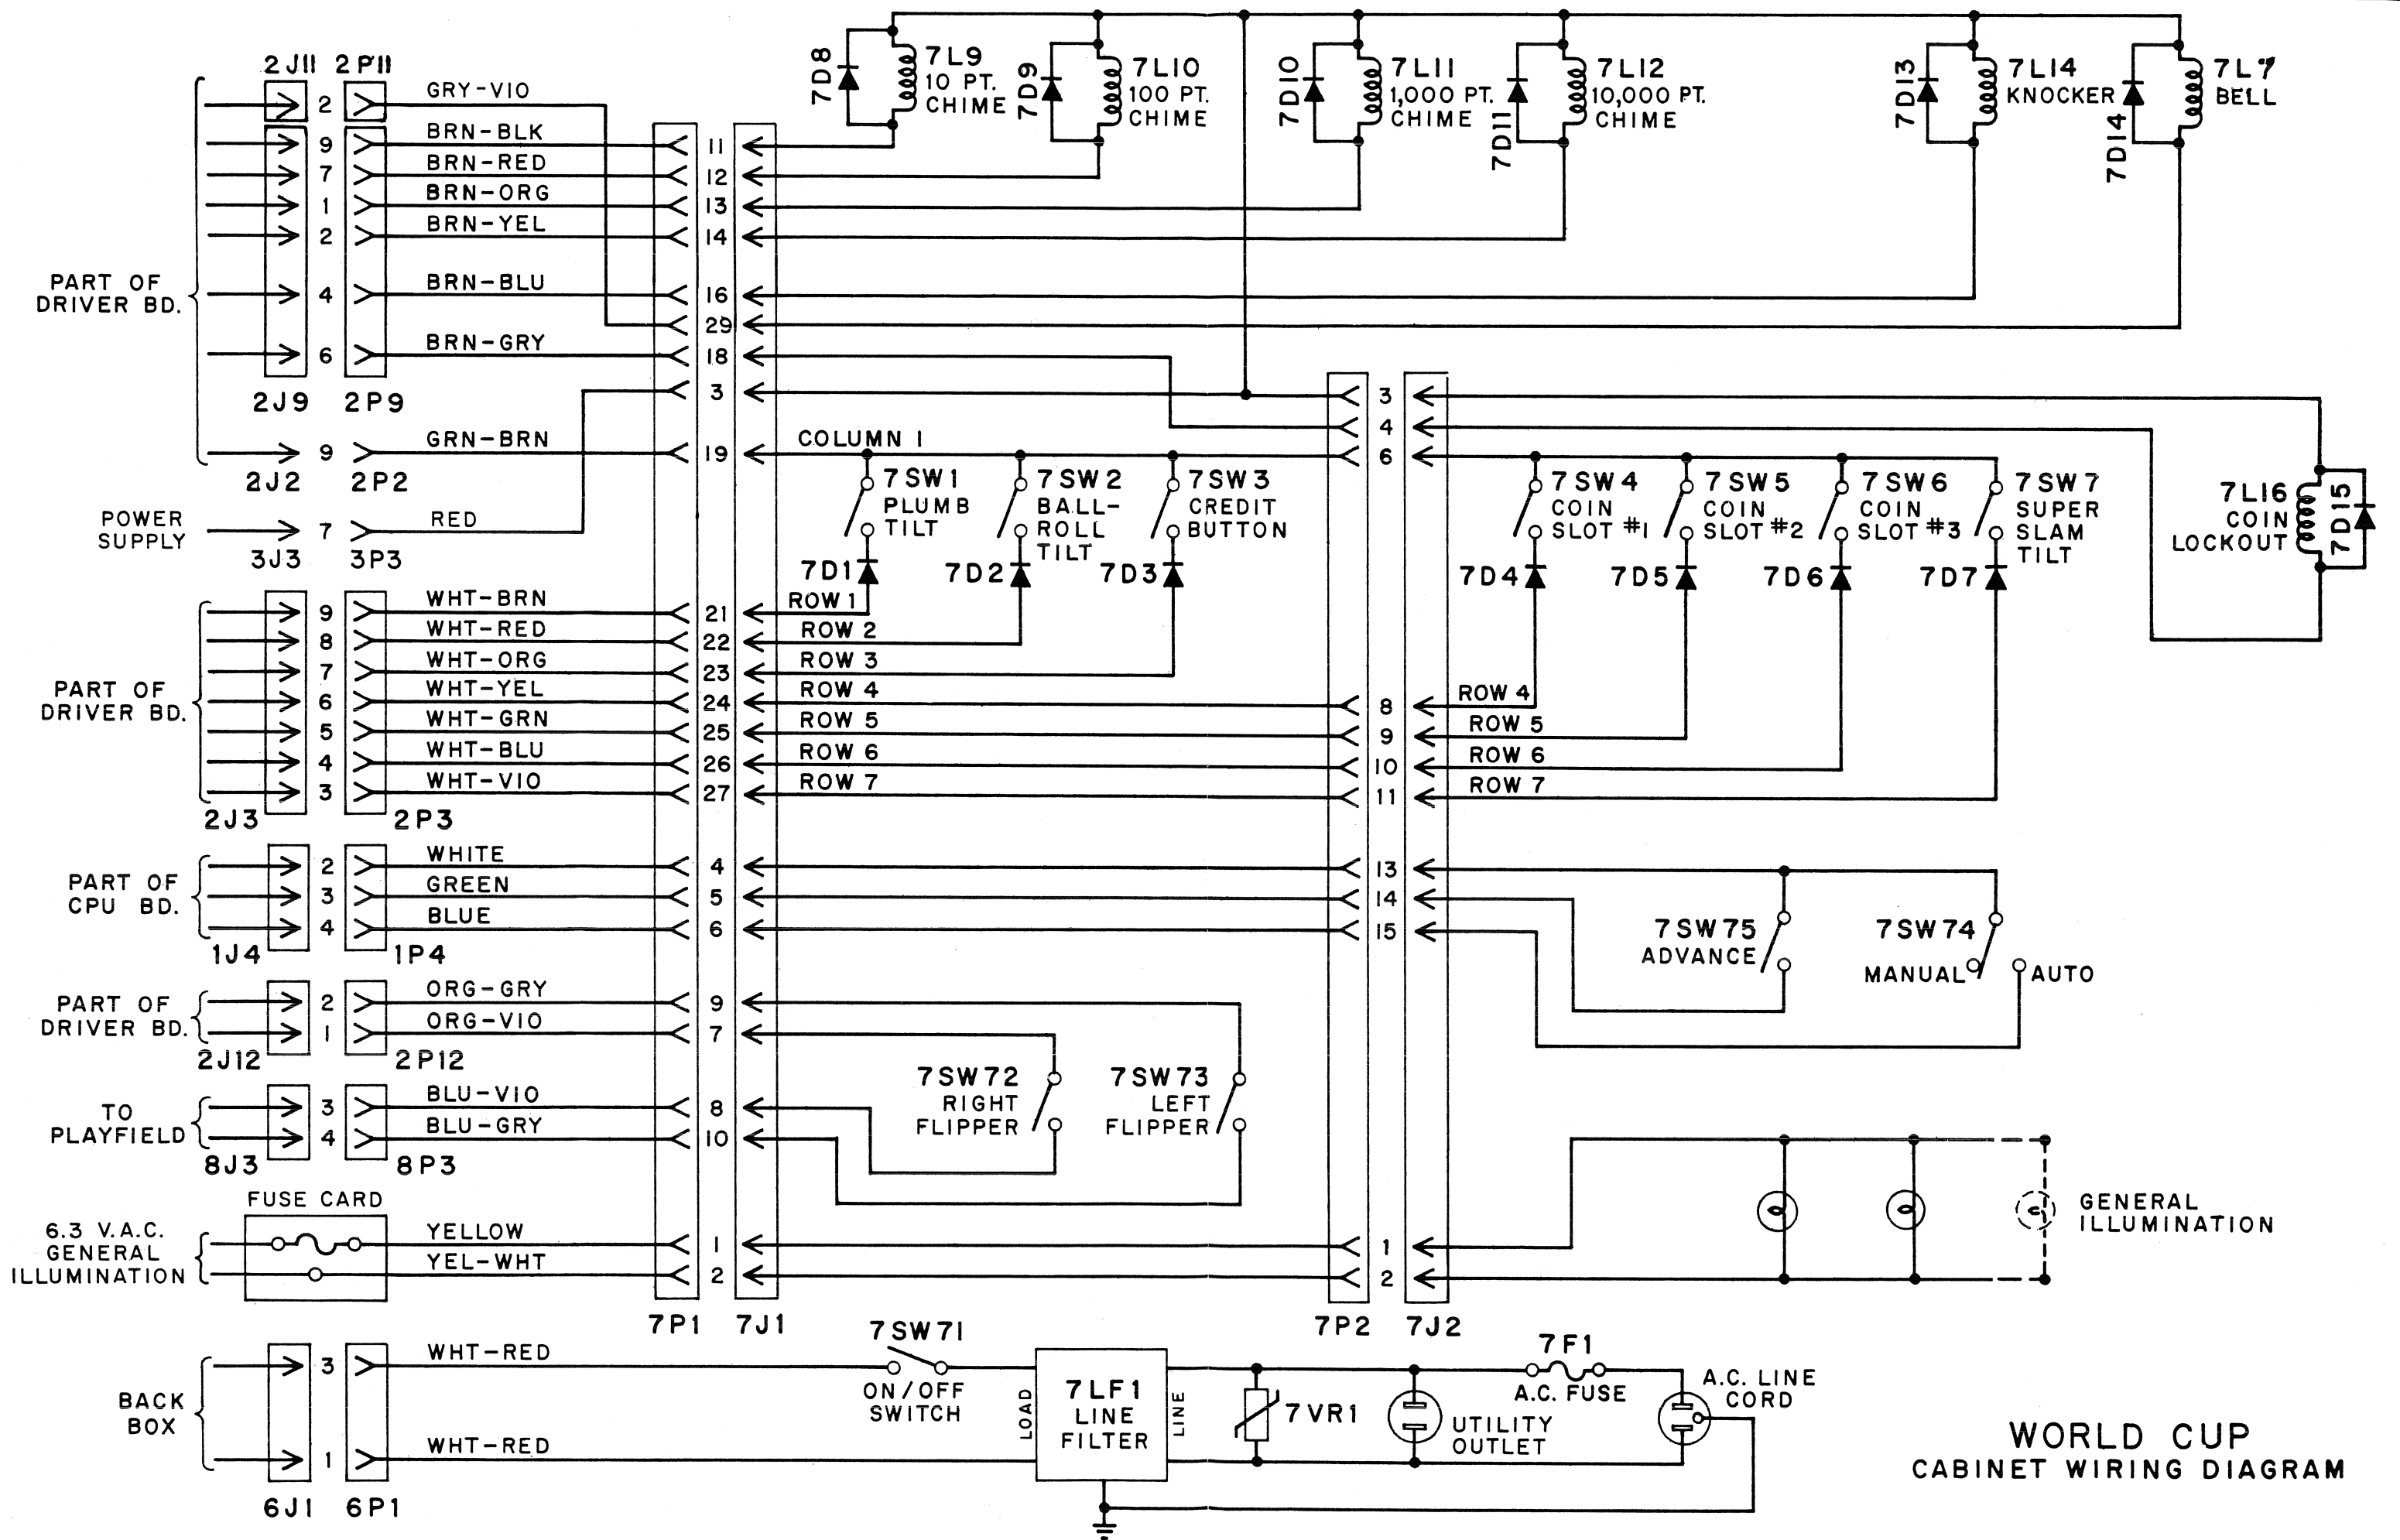 2J11 2P11
2
GRY-VIO
9
BRN-BLK
11
7
BRN-RED
12
1
BRN-ORG
13
2
BRN-YEL
14
PART OF
DRIVER BD.
4
BRN-BLU
16
29
6
BRN-GRY
18
2J9 2P9
3
9
GRN-BRN
19
2J2 2P2
POWER
SUPPLY
7
RED
3J3 3P3
7D8
7L9
10 PT.
CHIME
7D9
7L10
100 PT.
CHIME
7D10
7L11
1,000 PT.
CHIME
7D11
7L12
10,000 PT.
CHIME
7D13
7L14
KNOCKER
7D14
BELL
3
4
6
COLUMN 1
7SW1
PLUMB
TILT
7SW2
BALL-
ROLL
TILT
7SW3
CREDIT
BUTTON
7D1
7D2
7D3
7SW4
COIN
SLOT #1
7SW5
COIN
SLOT #2
7SW6
COIN
SLOT #3
7SW7
SUPER
SLAM
TILT
7D4
7D5
7D6
7D7
7L16
COIN
LOCKOUT
7D15
PART OF
DRIVER BD.
9
WHT-BRN
21
ROW 1
8
WHT-RED
22
ROW 2
7
WHT-ORG
23
ROW 3
6
WHT-YEL
24
ROW 4
8
ROW 4
5
WHT-GRN
25
ROW 5
9
ROW 5
4
WHT-BLU
26
ROW 6
10
ROW 6
3
WHT-VIO
27
ROW 7
11
ROW 7
2J3 2P3
PART OF
CPU BD.
2
WHITE
4
13
3
GREEN
5
14
4
BLUE
6
15
1J4 1P4
7SW75
ADVANCE
7SW74
MANUAL
AUTO
PART OF
DRIVER BD.
2
ORG-GRY
9
1
ORG-VIO
7
2J12 2P12
7SW72
RIGHT
FLIPPER
7SW73
LEFT
FLIPPER
TO
PLAYFIELD
3
BLU-VIO
8
4
BLU-GRY
10
8J3 8P3
FUSE CARD
6.3 V.A.C.
GENERAL
ILLUMINATION
YELLOW
1
1
YEL-WHT
2
2
GENERAL
ILLUMINATION
7P1 7J1
7P2 7J2
BACK
BOX
3
WHT-RED
1
WHT-RED
6J1 6P1
7SW71
ON/OFF
SWITCH
LOAD
7LF1
LINE
FILTER
LINE
7VR1
UTILITY
OUTLET
7F1
A.C. FUSE
A.C. LINE
CORD
WORLD CUP
CABINET WIRING DIAGRAM